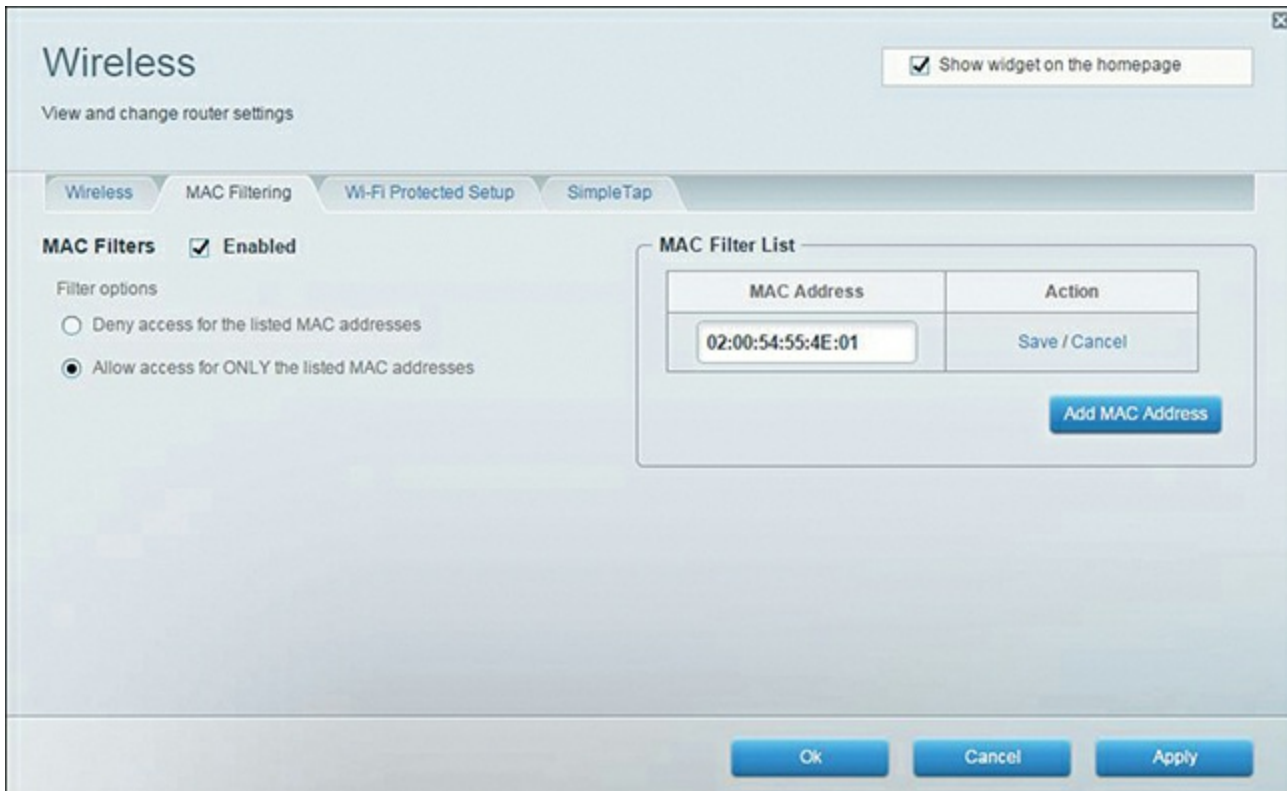 Wireless
Show widget on the homepage
View and change router settings
Wireless
MAC Filtering
Wi-Fi Protected Setup
SimpleTap
MAC Filters
Enabled
Filter options
Deny access for the listed MAC addresses
Allow access for ONLY the listed MAC addresses
MAC Filter List
MAC Address
Action
02:00:54:55:4E:01
Save / Cancel
Add MAC Address
Ok
Cancel
Apply